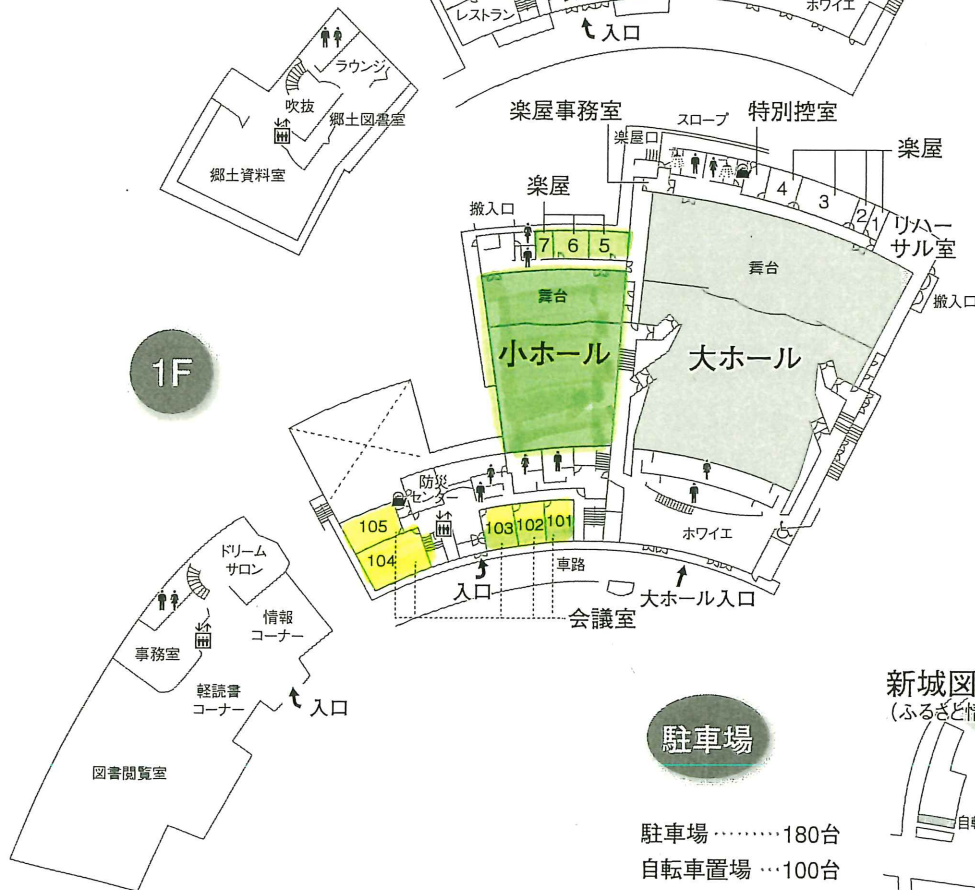 レストラン
ホワイエ
入口
ラウンジ
吹抜
郷土図書室
郷土資料室
楽屋事務室
スロープ
特別控室
楽屋口
楽屋
4
3
2
1
リハー
サル室
楽屋
搬入口
7
6
5
舞台
舞台
搬入口
1F
小ホール
大ホール
防災
センター
105
104
103
102
101
ホワイエ
入口
車路
大ホール入口
会議室
ドリーム
サロン
情報
コーナー
事務室
軽読書
コーナー
入口
図書閲覧室
新城図
(ふるさと情
駐車場
駐車場………180台
自転車置場…100台
自転